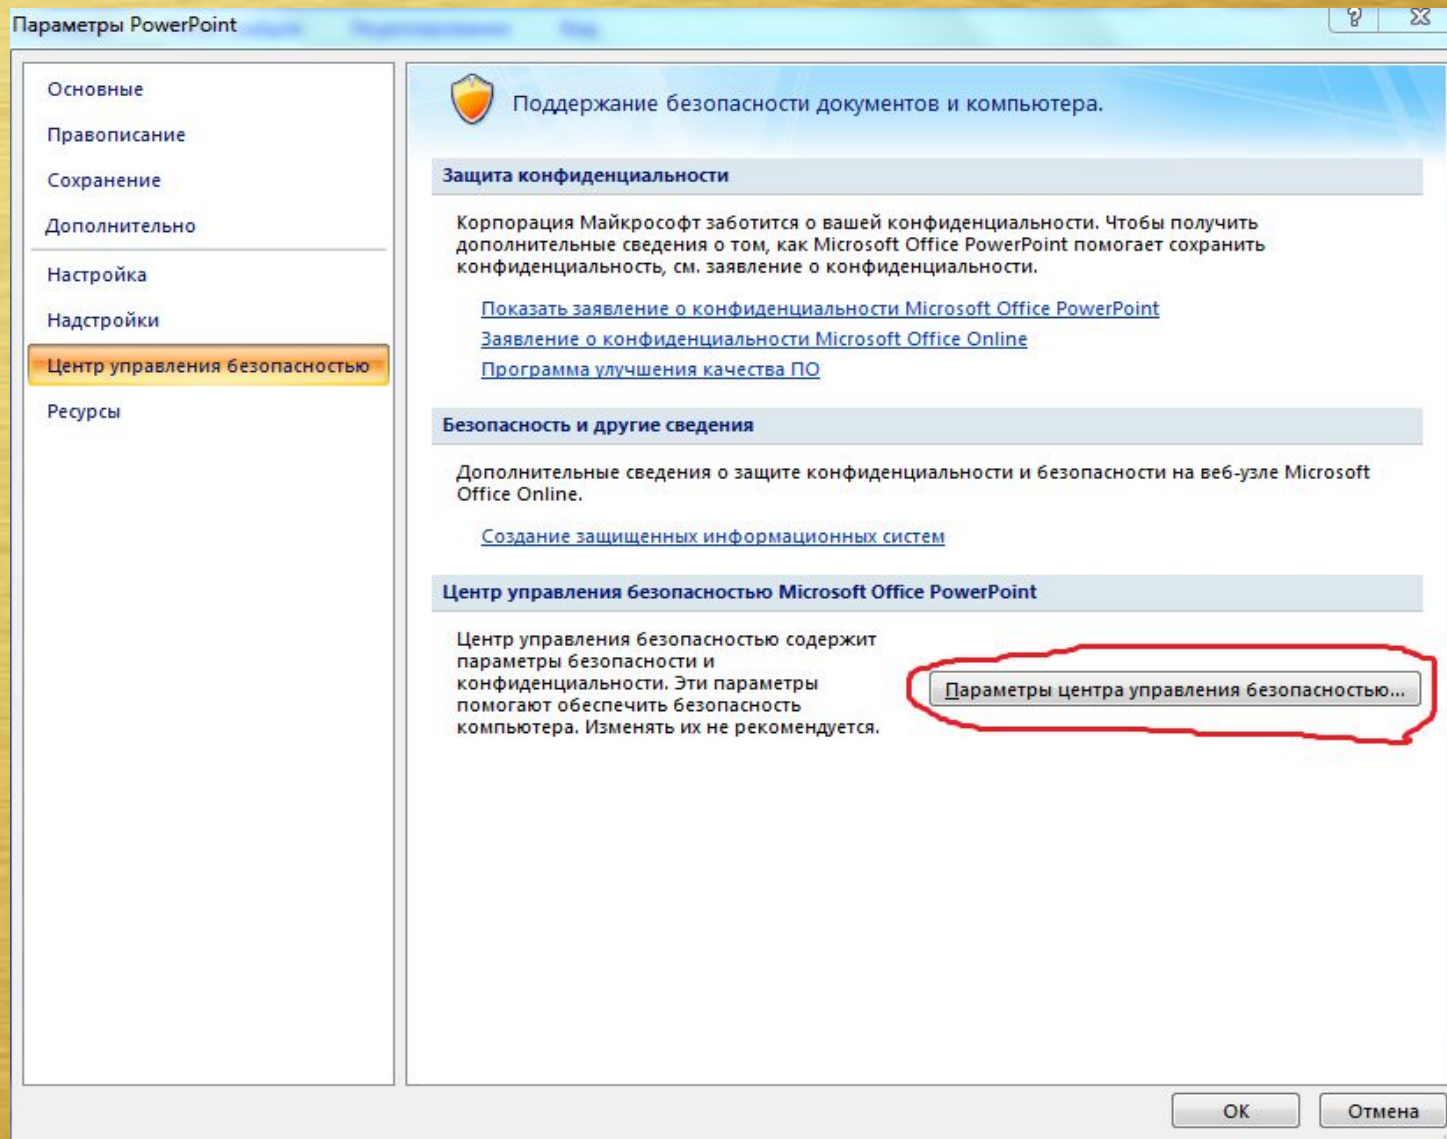 Параметры PowerPoint
Основные
Правописание
Сохранение
Дополнительно
Настройка
Надстройки
Центр управления безопасностью
Ресурсы
Поддержание безопасности документов и компьютера.
Защита конфиденциальности
Корпорация Майкрософт заботится о вашей конфиденциальности. Чтобы получить
дополнительные сведения о том, как Microsoft Office PowerPoint помогает сохранить
конфиденциальность, см. заявление о конфиденциальности.
Показать заявление о конфиденциальности Microsoft Office PowerPoint
Заявление о конфиденциальности Microsoft Office Online
Программа улучшения качества ПО
Безопасность и другие сведения
Дополнительные сведения о защите конфиденциальности и безопасности на веб-узле Microsoft
Office Online.
Создание защищенных информационных систем
Центр управления безопасностью Microsoft Office PowerPoint
Центр управления безопасностью содержит
параметры безопасности и
конфиденциальности. Эти параметры
помогают обеспечить безопасность
компьютера. Изменять их не рекомендуется.
Параметры центра управления безопасностью...
ОК
Отмена